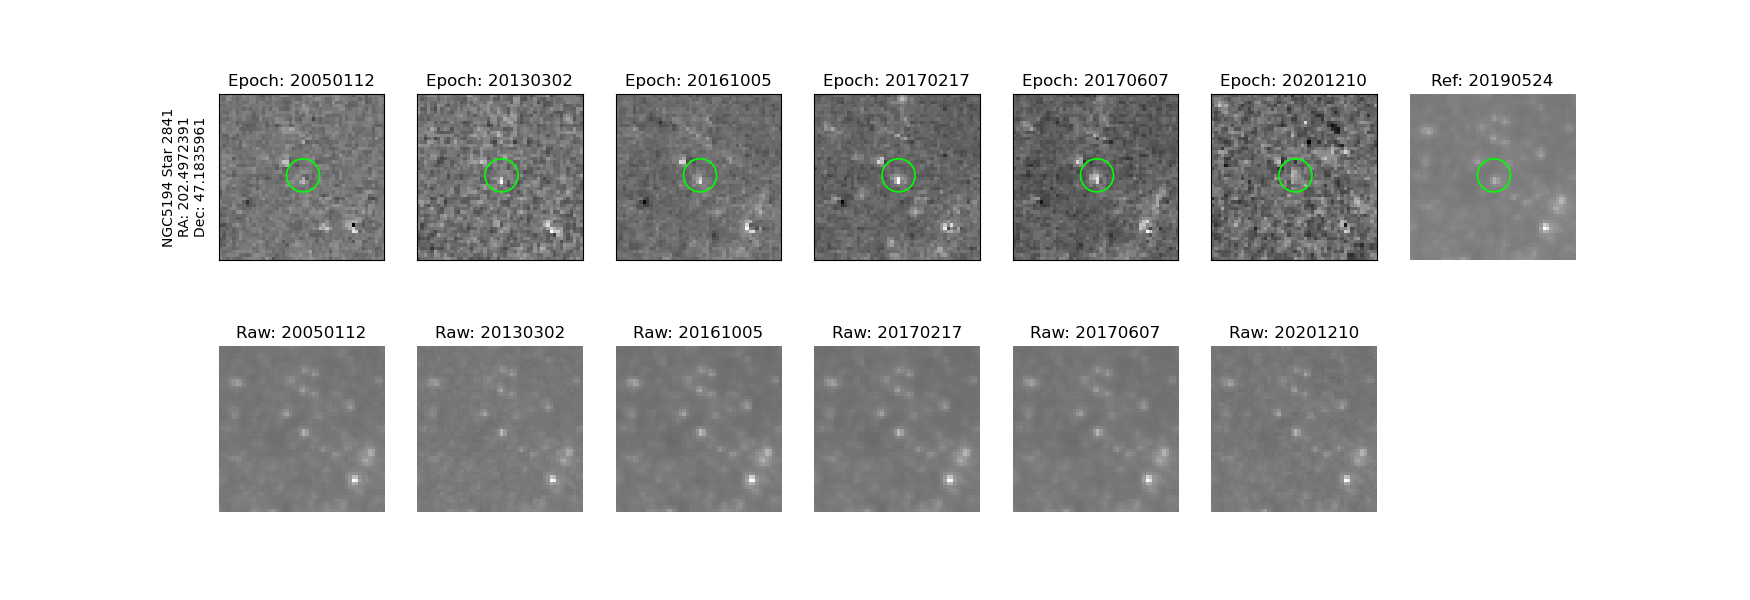 Epoch: 20050112
Epoch: 20130302
Epoch: 20161005
Epoch: 20170217
Epoch: 20170607
Epoch: 20201210
Ref: 20190524
NGC5194 Star 2841
RA: 202.4972391
Dec: 47.1835961
Raw: 20050112
Raw: 20130302
Raw: 20161005
Raw: 20170217
Raw: 20170607
Raw: 20201210